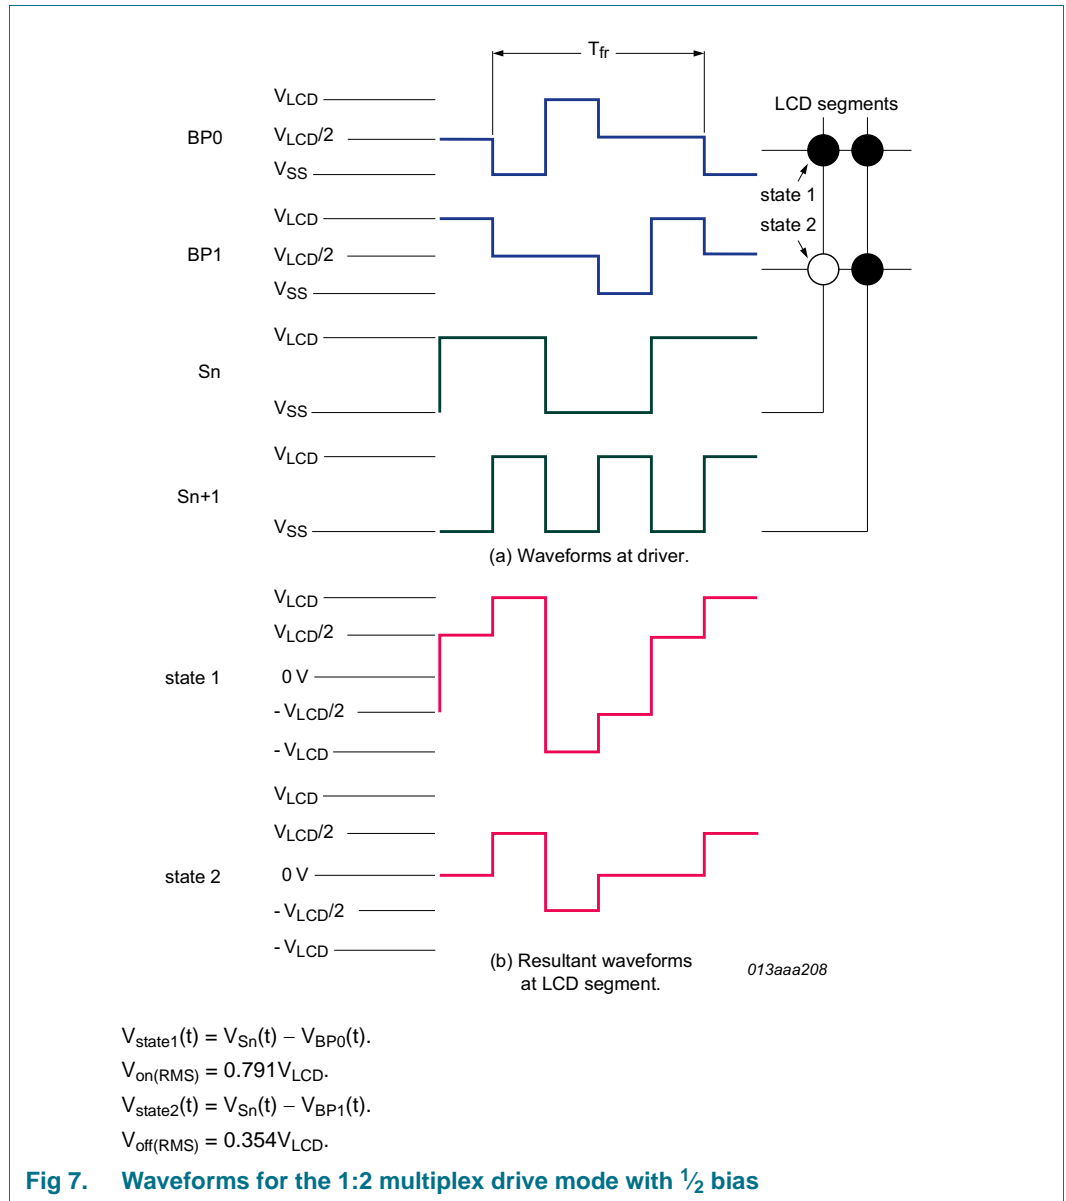 Tfr
VLCD
BP0
VLCD/2
VSS
LCD segments
state 1
state 2
VLCD
BP1
VLCD/2
VSS
VLCD
Sn
VSS
VLCD
Sn+1
VSS
(a) Waveforms at driver.
VLCD
VLCD/2
state 1
0 V
- VLCD/2
- VLCD
VLCD
VLCD/2
state 2
0 V
- VLCD/2
- VLCD
(b) Resultant waveforms
at LCD segment.
013aaa208
Vstate1(t) = VSn(t) − VBP0(t).
Von(RMS) = 0.791VLCD.
Vstate2(t) = VSn(t) − VBP1(t).
Voff(RMS) = 0.354VLCD.
Fig 7. Waveforms for the 1:2 multiplex drive mode with 1⁄2 bias